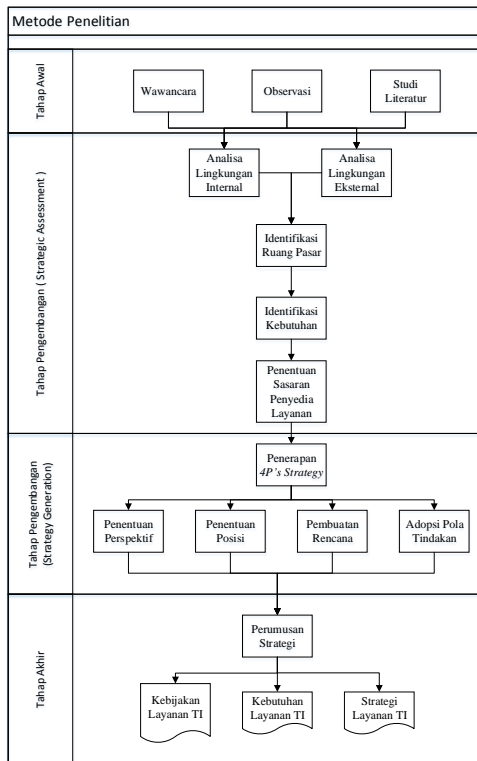 Metode Penelitian
Tahap Awal
Wawancara
Observasi
Studi
Literatur
Tahap Pengembangan ( Strategic Assessment )
Analisa
Lingkungan
Internal
Analisa
Lingkungan
Eksternal
Identifikasi
Ruang Pasar
Identifikasi
Kebutuhan
Penentuan
Sasaran
Penyedia
Layanan
Tahap Pengembangan
(Strategy Generation)
Penerapan
4P's Strategy
Penentuan
Perspektif
Penentuan
Posisi
Pembuatan
Rencana
Adopsi Pola
Tindakan
Tahap Akhir
Perumusan
Strategi
Kebijakan
Layanan TI
Kebutuhan
Layanan TI
Strategi
Layanan TI